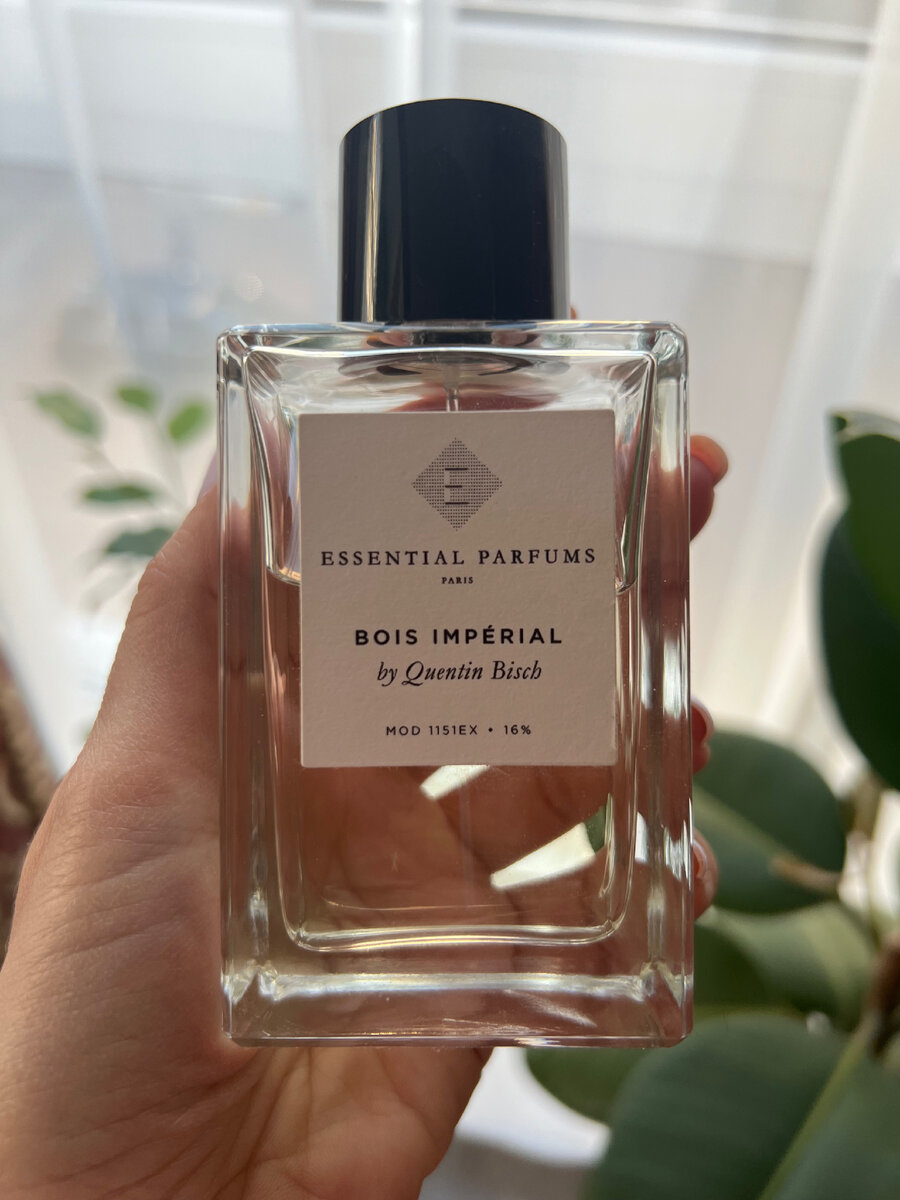 E
ESSENTIAL PARFUMS
PARIS
BOIS IMPÉRIAL
by Quentin Bisch
MOD 1151EX • 16%